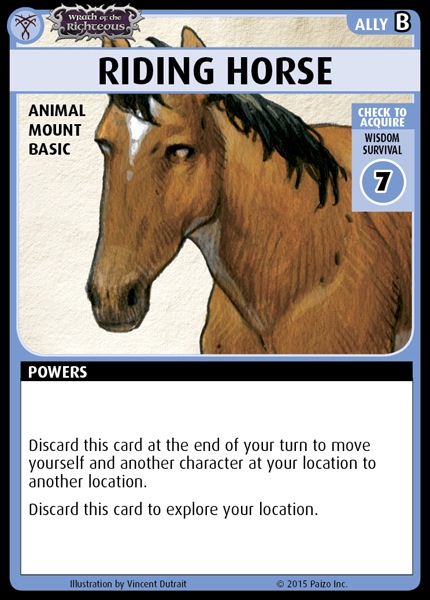 Wrath of the
Righteous
ALLY B
RIDING HORSE
ANIMAL
MOUNT
BASIC
CHECK TO
ACQUIRE
WISDOM
SURVIVAL
7
POWERS
Discard this card at the end of your turn to move
yourself and another character at your location to
another location.
Discard this card to explore your location.
Illustration by Vincent Dutrait
© 2015 Paizo Inc.